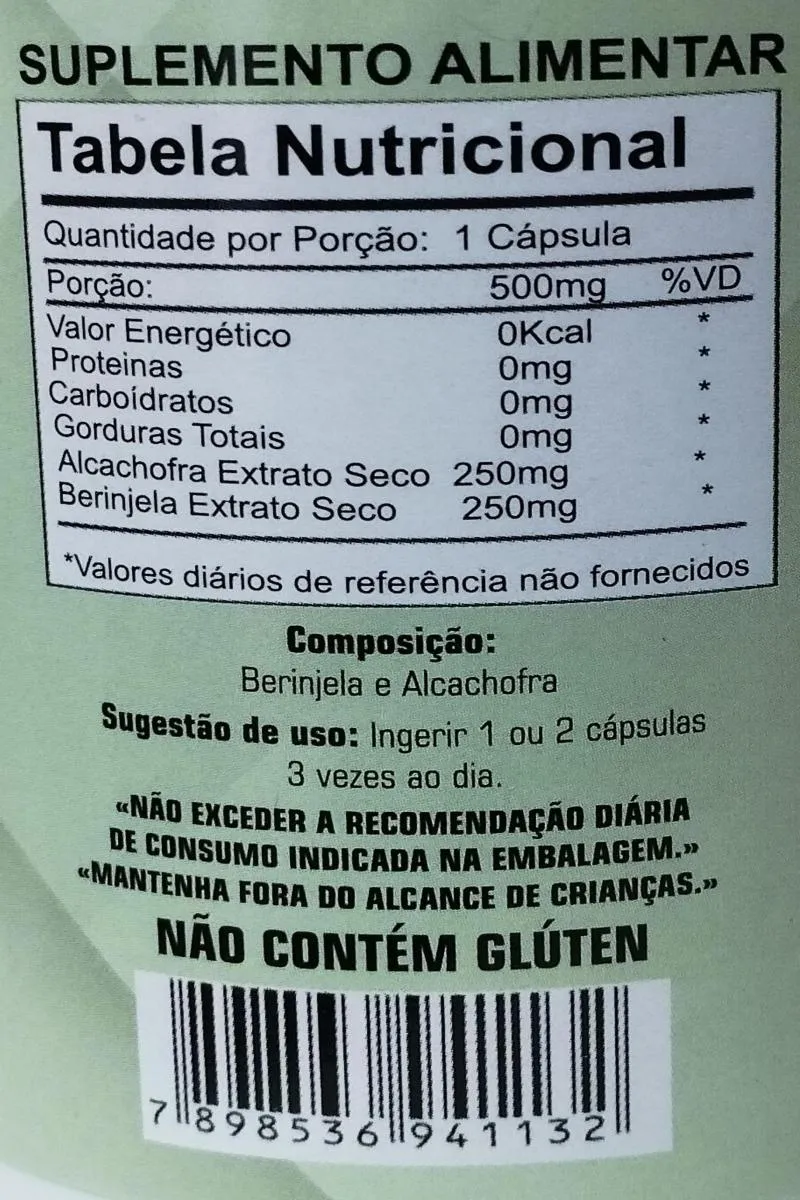 SUPLEMENTO ALIMENTAR
Tabela Nutricional
Quantidade por Porção: 1 Cápsula
Porção: 500mg %VD
Valor Energético 0Kcal *
Proteinas 0mg *
Carboídratos 0mg *
Gorduras Totais 0mg *
Alcachofra Extrato Seco 250mg *
Berinjela Extrato Seco 250mg *
*Valores diários de referência não fornecidos
Composição:
Berinjela e Alcachofra
Sugestão de uso: Ingerir 1 ou 2 cápsulas
3 vezes ao dia.
«NÃO EXCEDER A RECOMENDAÇÃO DIÁRIA
DE CONSUMO INDICADA NA EMBALAGEM.»
«MANTENHA FORA DO ALCANCE DE CRIANÇAS.»
NÃO CONTÉM GLÚTEN
7 898536 941132